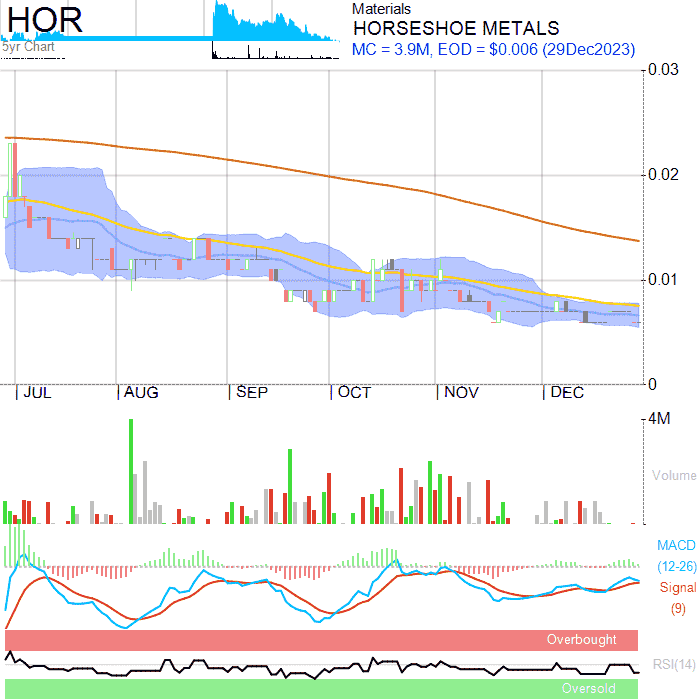 HOR
5yr Chart
Materials
HORSESHOE METALS
MC = 3.9M, EOD = $0.006 (29Dec2023)
0.03
0.02
0.01
0
JUL AUG SEP OCT NOV DEC
4M
Volume
MACD
(12-26)
Signal
(9)
Overbought
RSI(14)
Oversold